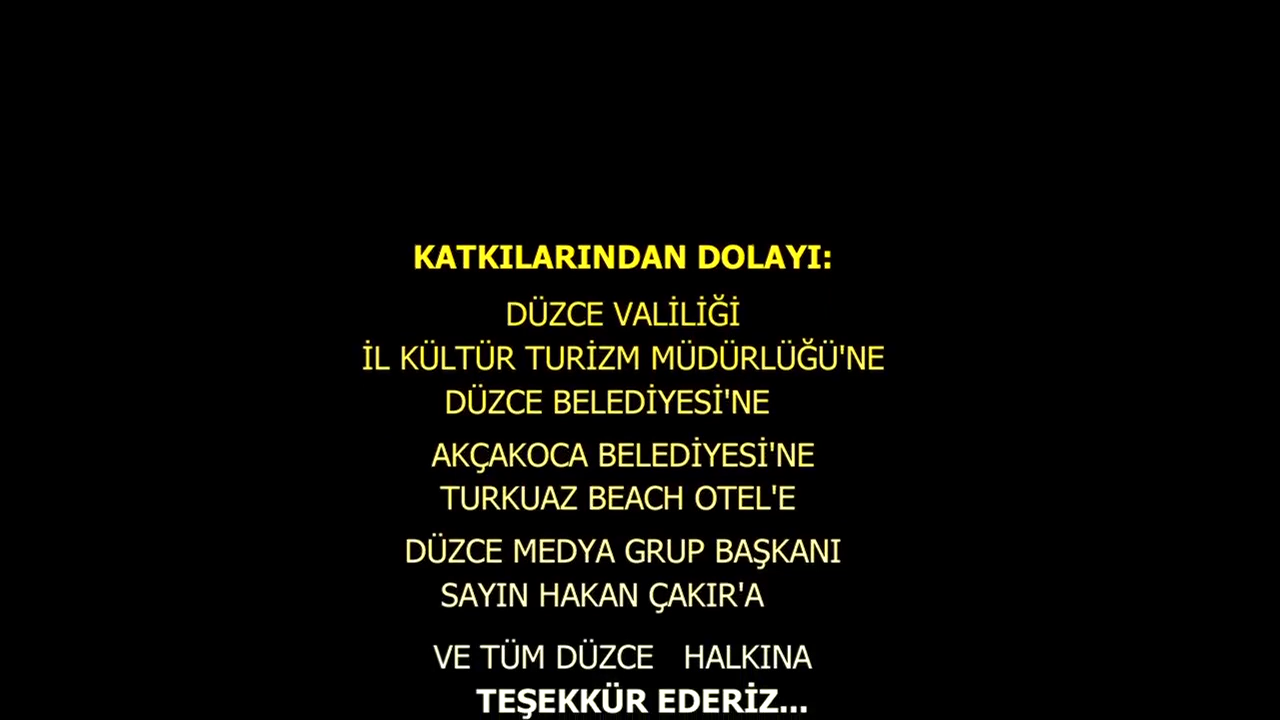 KATKILARINDAN DOLAYI:
DÜZCE VALİLİĞİ
İL KÜLTÜR TURİZM MÜDÜRLÜĞÜ'NE
DÜZCE BELEDİYESİ'NE
AKÇAKOCA BELEDİYESİ'NE
TURKUAZ BEACH OTEL'E
DÜZCE MEDYA GRUP BAŞKANI
SAYIN HAKAN ÇAKIR'A
VE TÜM DÜZCE   HALKINA
TEŞEKKÜR EDERİZ...